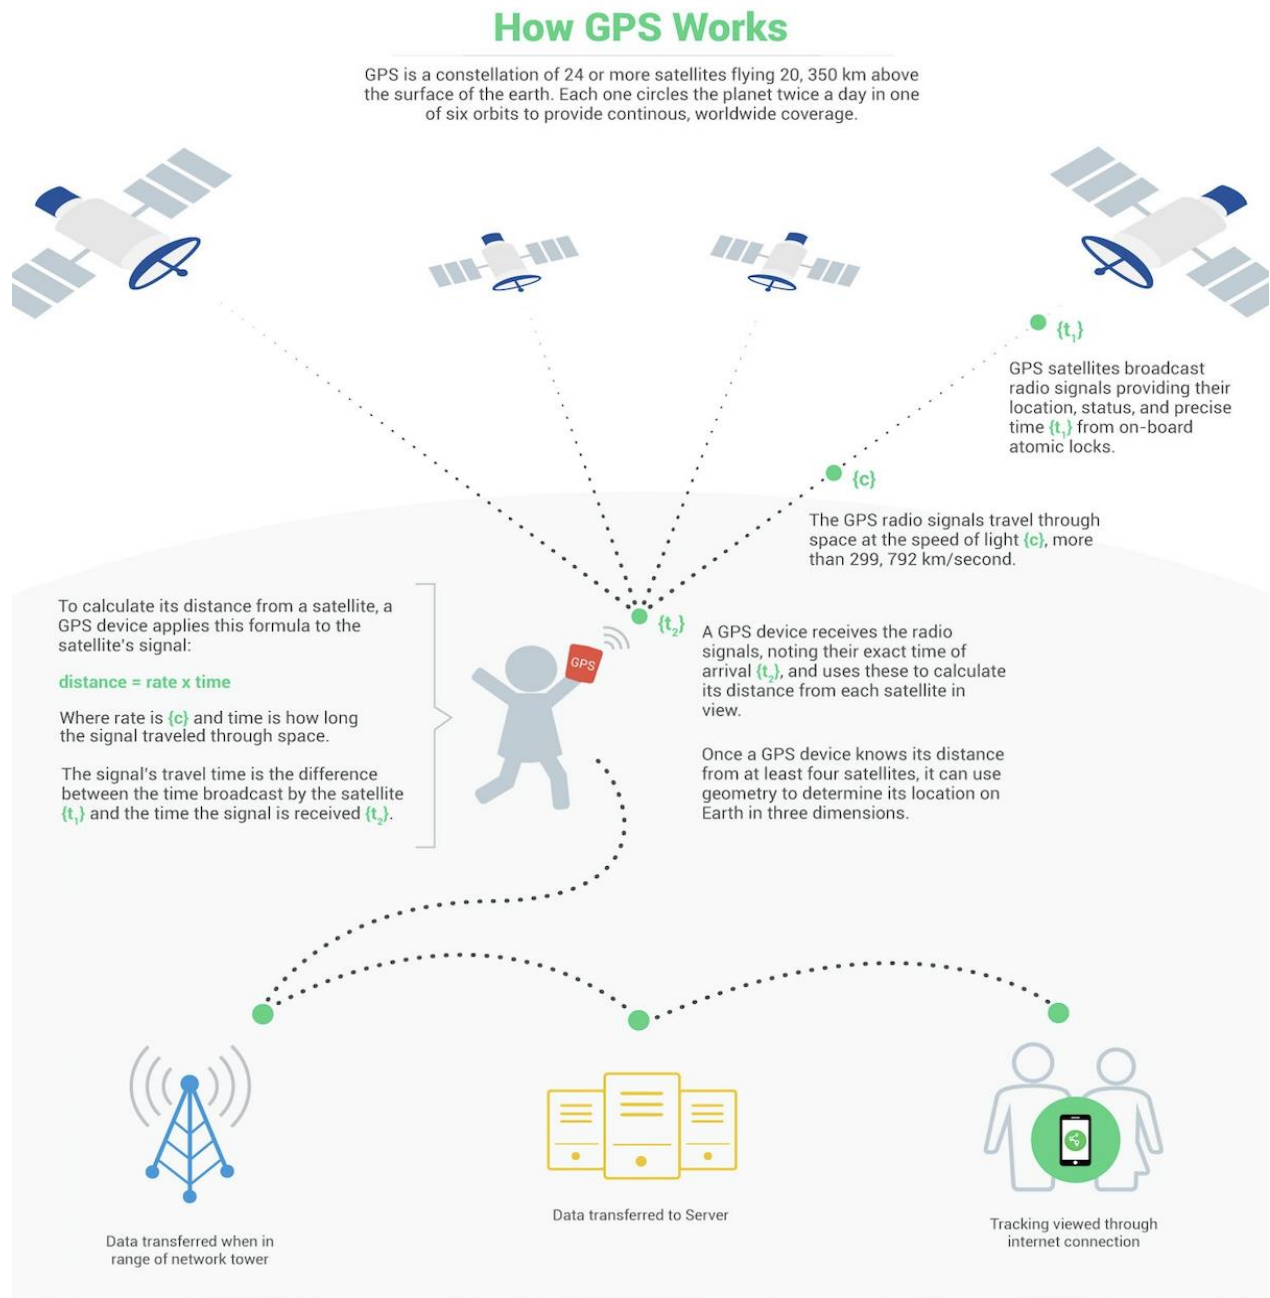 How GPS Works
GPS is a constellation of 24 or more satellites flying 20, 350 km above
the surface of the earth. Each one circles the planet twice a day in one
of six orbits to provide continous, worldwide coverage.
{t₁}
GPS satellites broadcast
radio signals providing their
location, status, and precise
time {t₁} from on-board
atomic locks.
{c}
The GPS radio signals travel through
space at the speed of light {c}, more
than 299, 792 km/second.
To calculate its distance from a satellite, a
GPS device applies this formula to the
satellite's signal:
distance = rate x time
Where rate is {c} and time is how long
the signal traveled through space.
The signal's travel time is the difference
between the time broadcast by the satellite
{t₁} and the time the signal is received {t₂}.
GPS
{t₂}
A GPS device receives the radio
signals, noting their exact time of
arrival {t₂}, and uses these to calculate
its distance from each satellite in
view.
Once a GPS device knows its distance
from at least four satellites, it can use
geometry to determine its location on
Earth in three dimensions.
Data transferred when in
range of network tower
Data transferred to Server
Tracking viewed through
internet connection